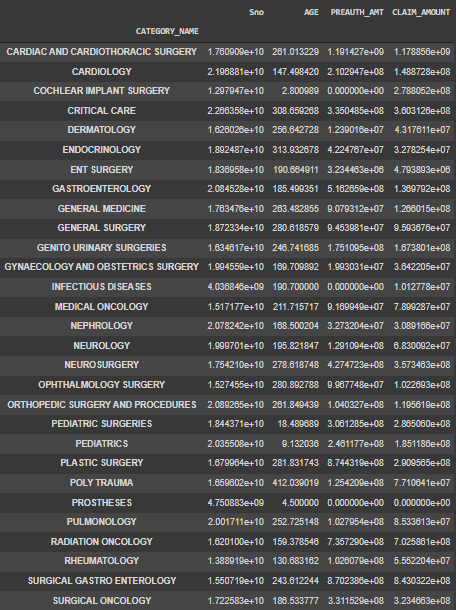 Sno AGE PREAUTH_AMT CLAIM_AMOUNT
CATEGORY_NAME
CARDIAC AND CARDIOTHORACIC SURGERY 1.760909e+10 261.013229 1.191427e+09 1.178856e+09
CARDIOLOGY 2.196881e+10 147.498420 2.102947e+08 1.488728e+08
COCHLEAR IMPLANT SURGERY 1.297947e+10 2.800989 0.000000e+00 2.788052e+08
CRITICAL CARE 2.266358e+10 308.659268 3.350485e+08 3.603126e+08
DERMATOLOGY 1.626026e+10 256.642728 1.239016e+07 4.317611e+07
ENDOCRINOLOGY 1.892487e+10 313.932678 4.224767e+07 3.278254e+07
ENT SURGERY 1.836958e+10 190.664911 3.234463e+06 4.793893e+06
GASTROENTEROLOGY 2.084528e+10 185.499351 5.162659e+08 1.369792e+08
GENERAL MEDICINE 1.763476e+10 263.482855 9.079312e+07 1.266015e+08
GENERAL SURGERY 1.872334e+10 280.618579 9.453981e+07 9.593676e+07
GENITO URINARY SURGERIES 1.634617e+10 246.741685 1.751095e+08 1.673801e+08
GYNAECOLOGY AND OBSTETRICS SURGERY 1.994559e+10 169.709892 1.993031e+07 3.642205e+07
INFECTIOUS DISEASES 4.036846e+09 190.700000 0.000000e+00 1.012778e+07
MEDICAL ONCOLOGY 1.517177e+10 211.715717 9.169949e+07 7.899287e+07
NEPHROLOGY 2.078242e+10 168.500204 3.273204e+07 3.089166e+07
NEUROLOGY 1.999701e+10 195.821847 1.291094e+08 6.830092e+07
NEUROSURGERY 1.754210e+10 278.618748 4.274723e+08 3.573463e+08
OPHTHALMOLOGY SURGERY 1.527455e+10 280.892788 9.967748e+07 1.022693e+08
ORTHOPEDIC SURGERY AND PROCEDURES 2.089265e+10 261.849439 1.040327e+08 1.195619e+08
PEDIATRIC SURGERIES 1.844371e+10 18.489689 3.061285e+08 2.865060e+08
PEDIATRICS 2.035508e+10 9.132036 2.461177e+08 1.851186e+08
PLASTIC SURGERY 1.679964e+10 281.831743 8.744319e+07 2.909565e+08
POLY TRAUMA 1.659602e+10 412.039019 1.254209e+08 7.710641e+07
PROSTHESES 4.750883e+09 4.500000 0.000000e+00 0.000000e+00
PULMONOLOGY 2.001711e+10 252.725148 1.027954e+08 8.533613e+07
RADIATION ONCOLOGY 1.620100e+10 159.378546 7.357290e+08 7.025861e+08
RHEUMATOLOGY 1.388919e+10 130.683162 1.026079e+08 5.552204e+07
SURGICAL GASTRO ENTEROLOGY 1.550719e+10 243.612244 8.702386e+08 8.430322e+08
SURGICAL ONCOLOGY 1.722583e+10 186.533777 3.311529e+08 3.234663e+08